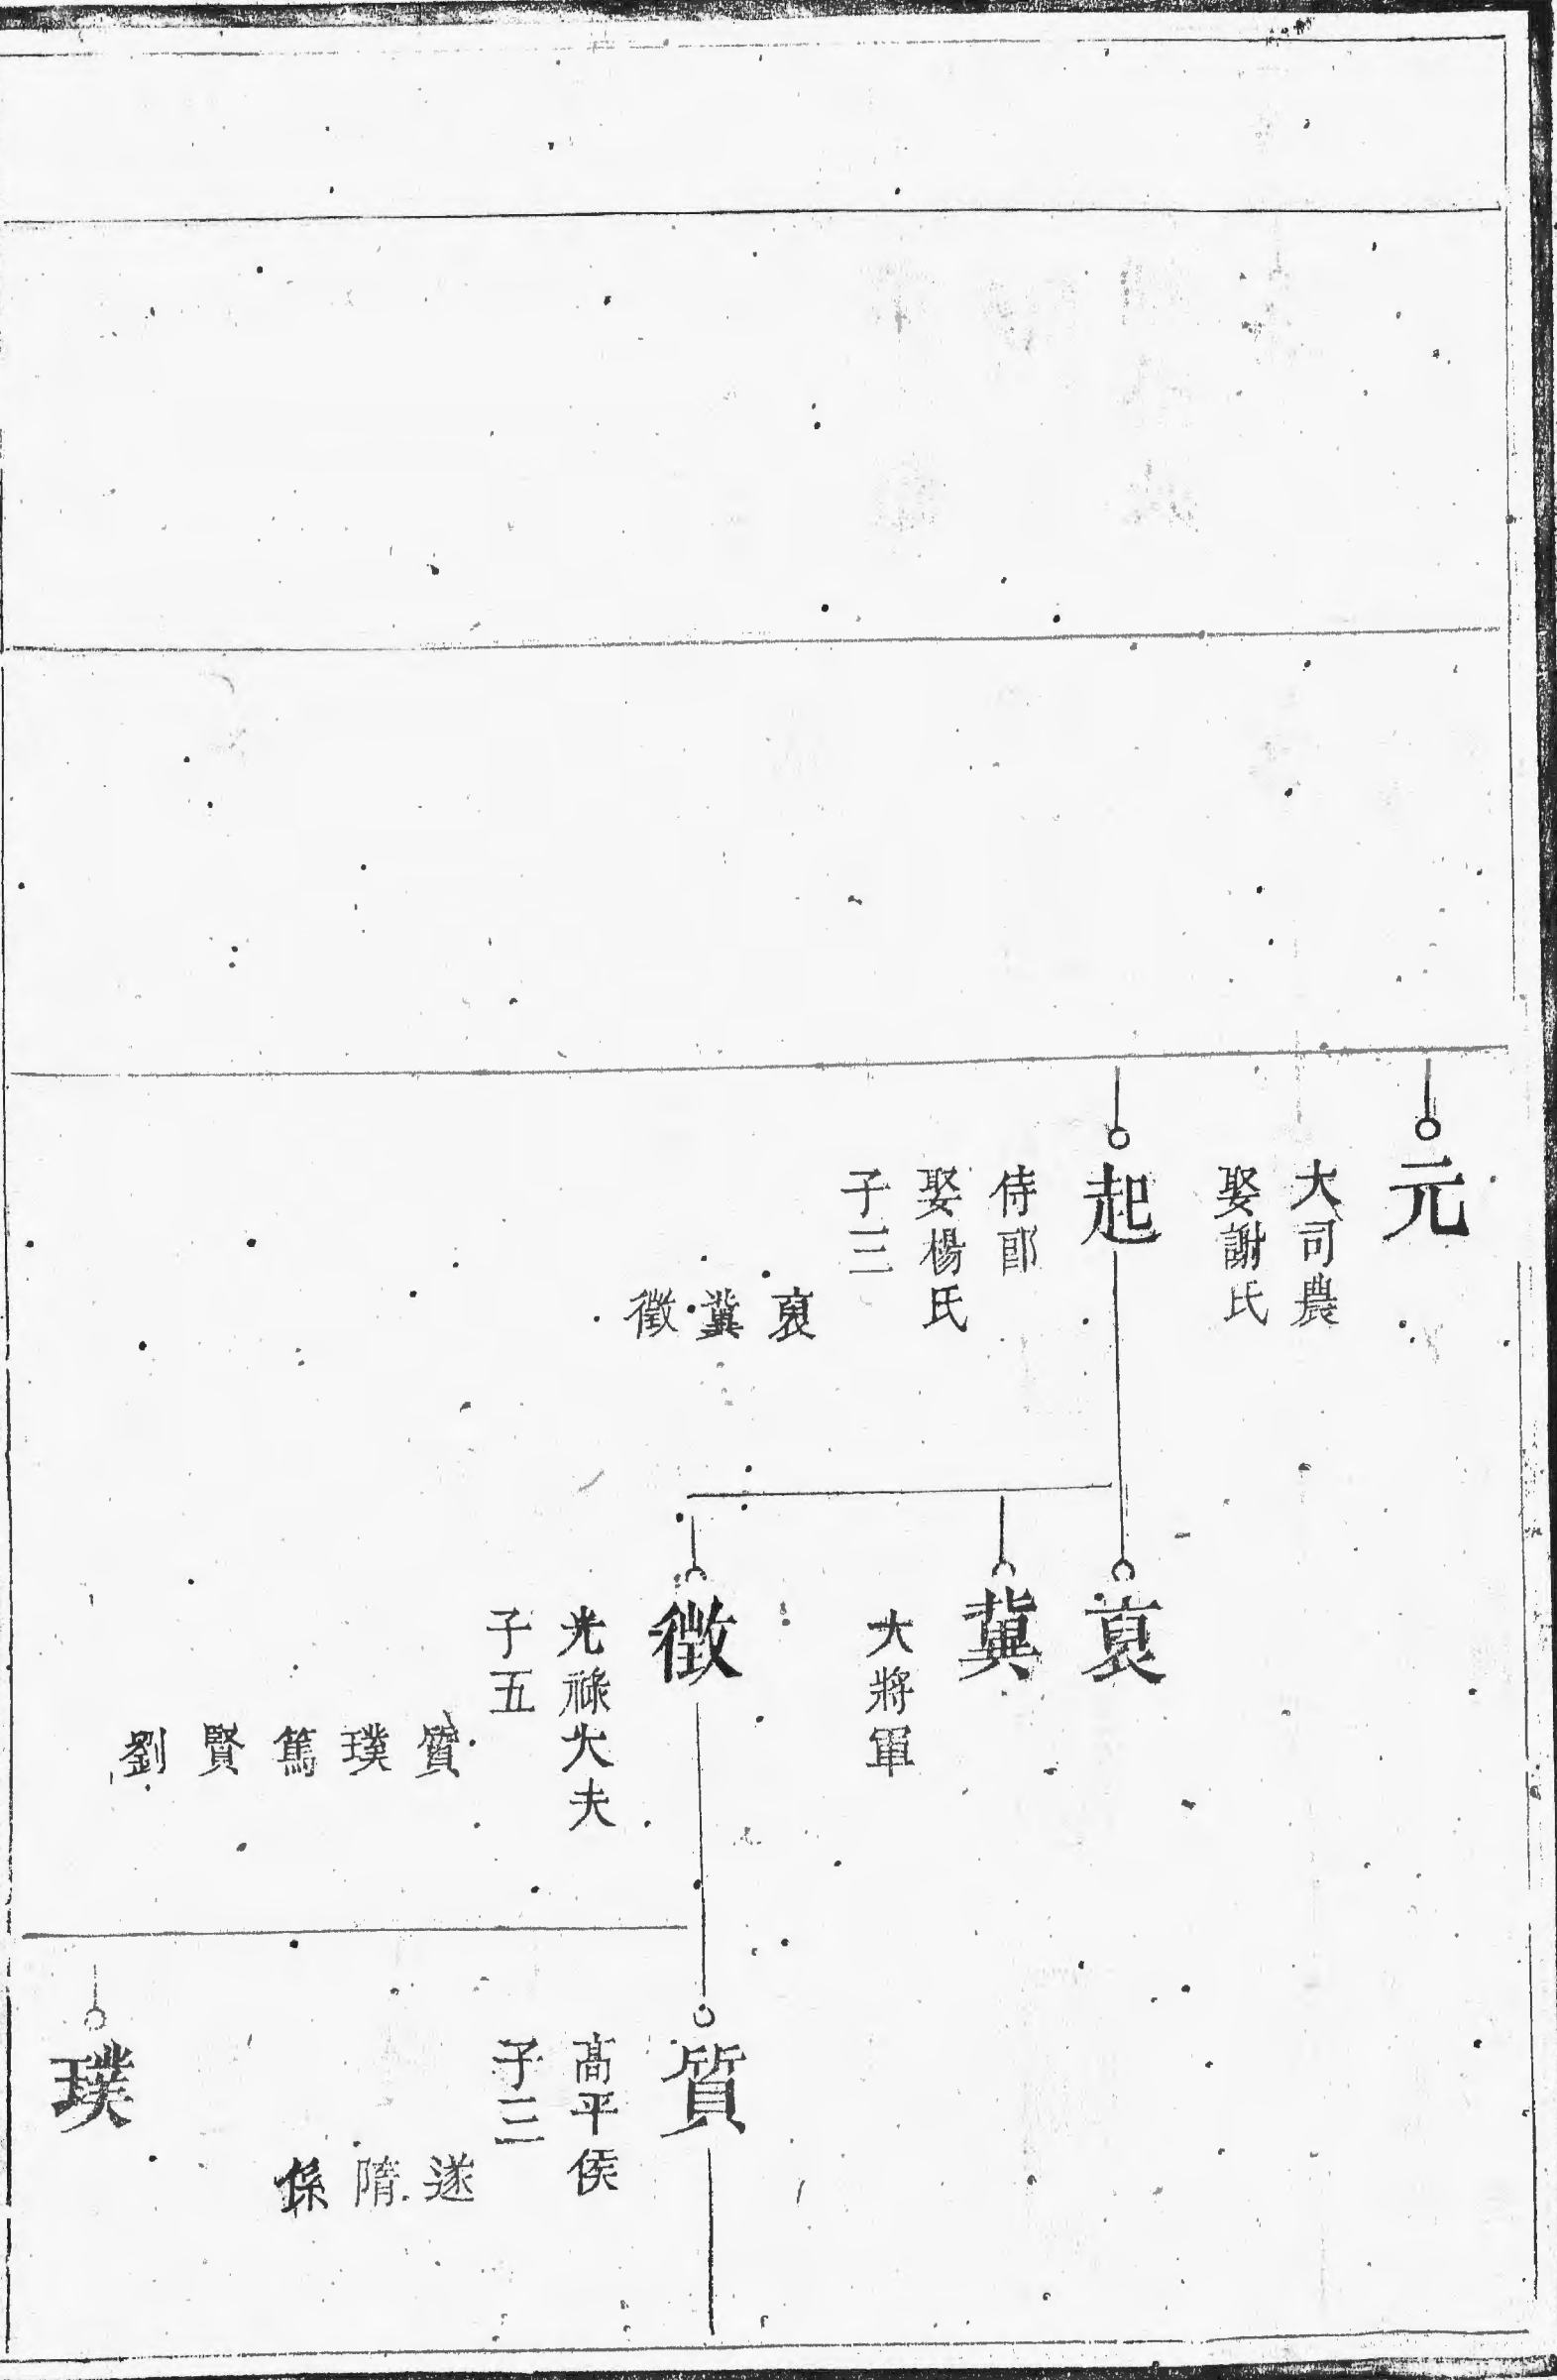 元
大司農
娶謝氏
起
侍郎
娶楊氏
子三
裒
冀
徵
裒
冀
大將軍
徵
光祿大夫
子五
質
璞
篤
賢
劉
質
高平侯
子三
遂
隋
係
璞